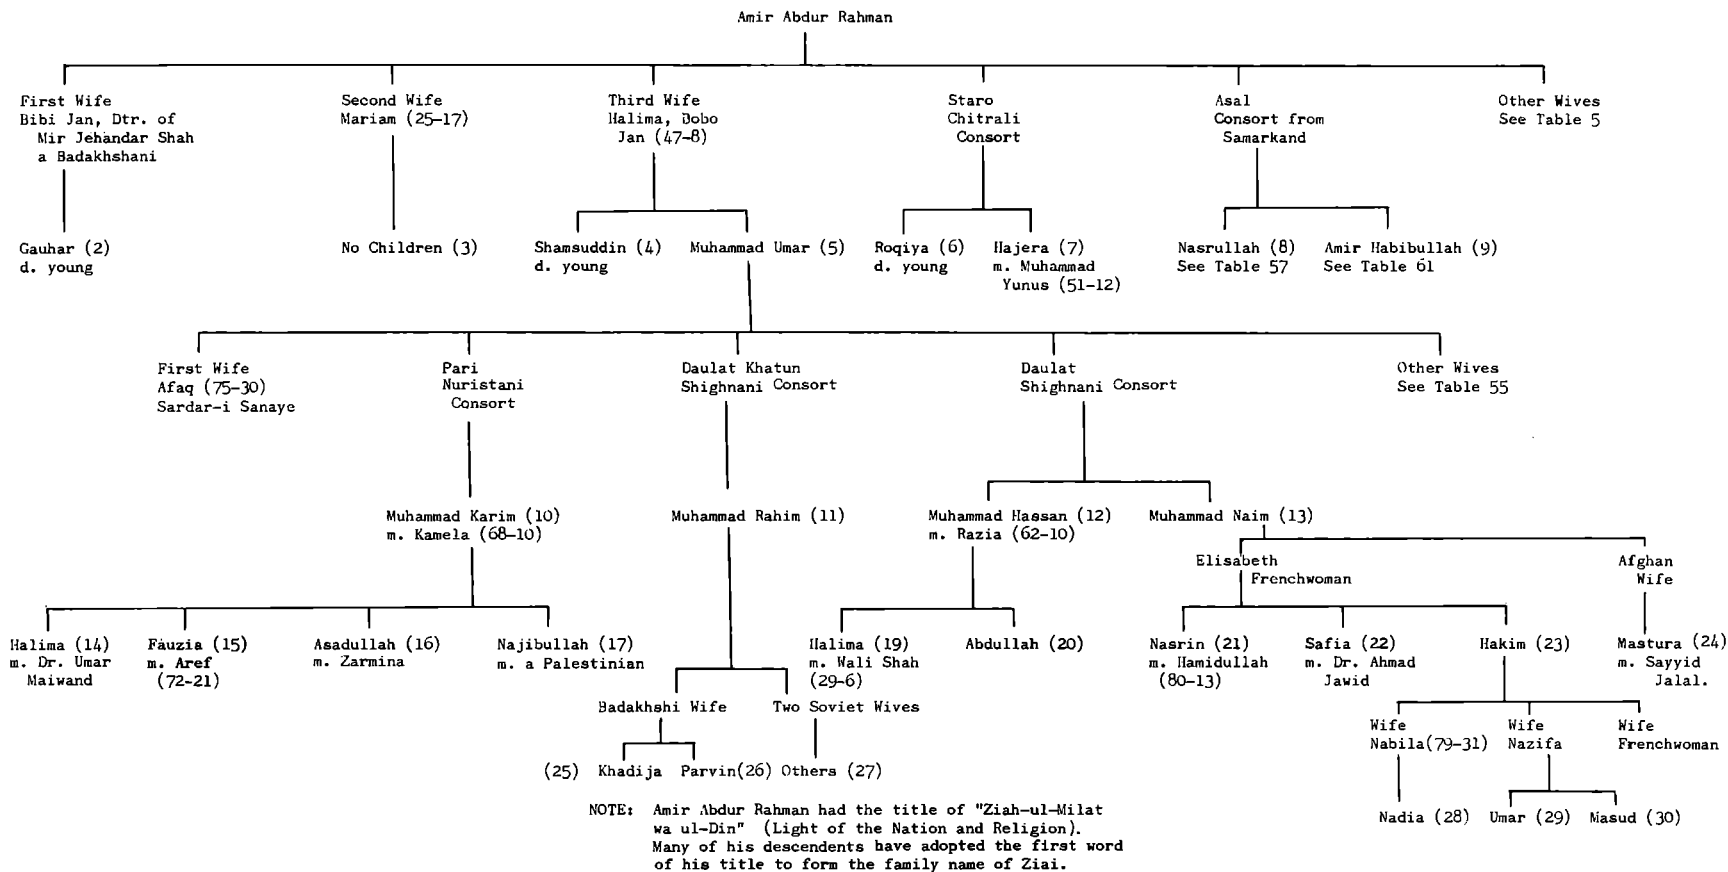 Amir Abdur Rahman
First Wife
Bibi Jan, Dtr. of
Mir Jehandar Shah
a Badakhshani
Second Wife
Mariam (25-17)
Third Wife
Halima, Bobo
Jan (47-8)
Staro
Chitrali
Consort
Asal
Consort from
Samarkand
Other Wives
See Table 5
Gauhar (2)
d. young
No Children (3)
Shamsuddin (4)
d. young
Muhammad Umar (5)
Roqiya (6)
d. young
Hajera (7)
m. Muhammad
Yunus (51-12)
Nasrullah (8)
See Table 57
Amir Habibullah (9)
See Table 61
First Wife
Afaq (75-30)
Sardar-i Sanaye
Pari
Nuristani
Consort
Daulat Khatun
Shighnani Consort
Daulat
Shighnani Consort
Other Wives
See Table 55
Muhammad Karim (10)
m. Kamela (68-10)
Muhammad Rahim (11)
Muhammad Hassan (12)
m. Razia (62-10)
Muhammad Naim (13)
Elisabeth
Frenchwoman
Afghan
Wife
Halima (14)
m. Dr. Umar
Maiwand
Fauzia (15)
m. Aref
(72-21)
Asadullah (16)
m. Zarmina
Najibullah (17)
m. a Palestinian
Halima (19)
m. Wali Shah
(29-6)
Abdullah (20)
Nasrin (21)
m. Hamidullah
(80-13)
Safia (22)
m. Dr. Ahmad
Jawid
Hakim (23)
Mastura (24)
m. Sayyid
Jalal.
Badakhshi Wife
Two Soviet Wives
Wife
Nabila(79-31)
Wife
Nazifa
Wife
Frenchwoman
(25) Khadija
Parvin(26)
Others (27)
Nadia (28)
Umar (29)
Masud (30)
NOTE: Amir Abdur Rahman had the title of "Ziah-ul-Milat
wa ul-Din" (Light of the Nation and Religion).
Many of his descendents have adopted the first word
of his title to form the family name of Ziai.